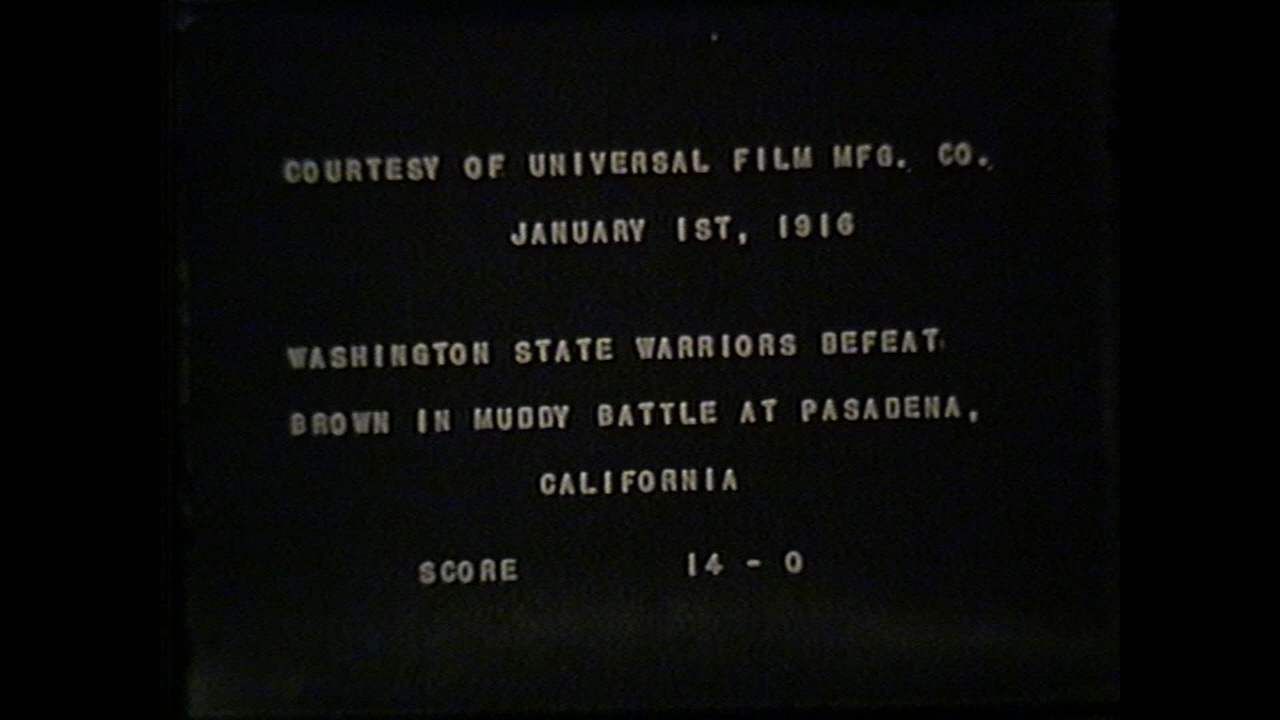 COURTESY OF UNIVERSAL FILM MFG. CO.
JANUARY 1ST, 1916
WASHINGTON STATE WARRIORS DEFEAT
BROWN IN MUDDY BATTLE AT PASADENA,
CALIFORNIA
SCORE 14 - 0